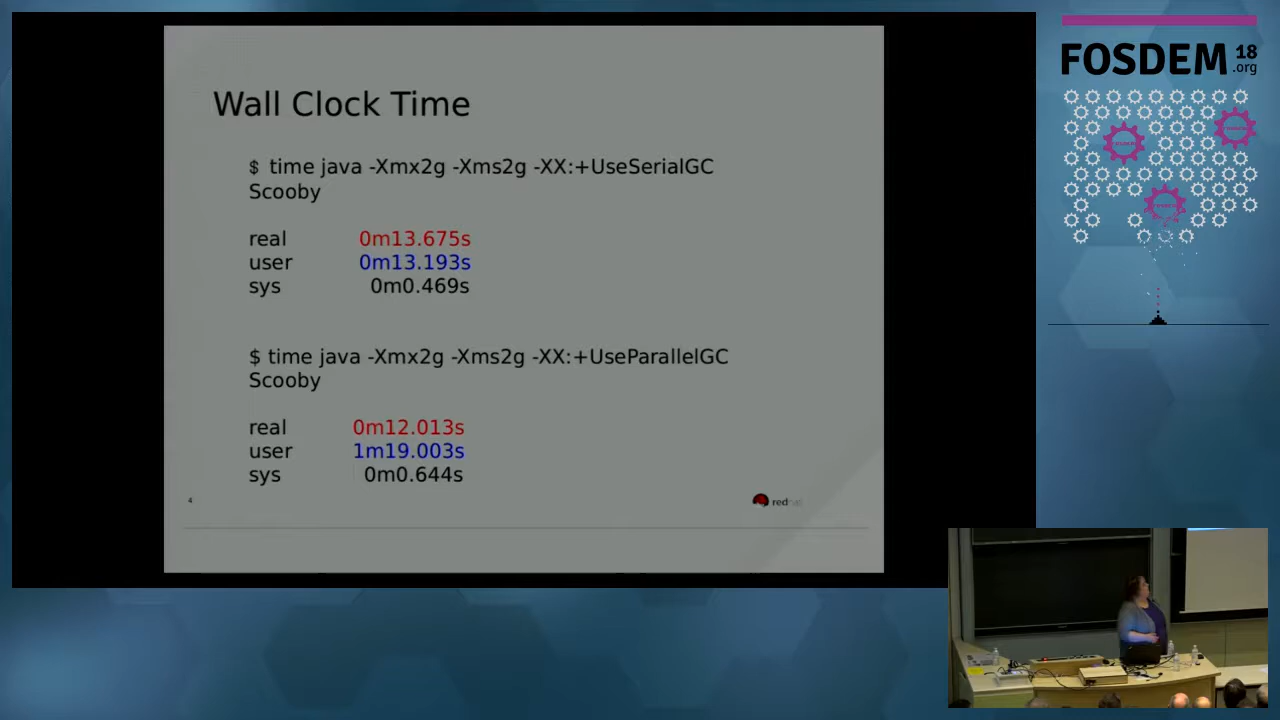 Wall Clock Time
$ time java -Xmx2g -Xms2g -XX:+UseSerialGC
Scooby
real 0m13.675s
user 0m13.193s
sys 0m0.469s
$ time java -Xmx2g -Xms2g -XX:+UseParallelGC
Scooby
real 0m12.013s
user 1m19.003s
sys 0m0.644s
4
redhat
FOSDEM 18
.org